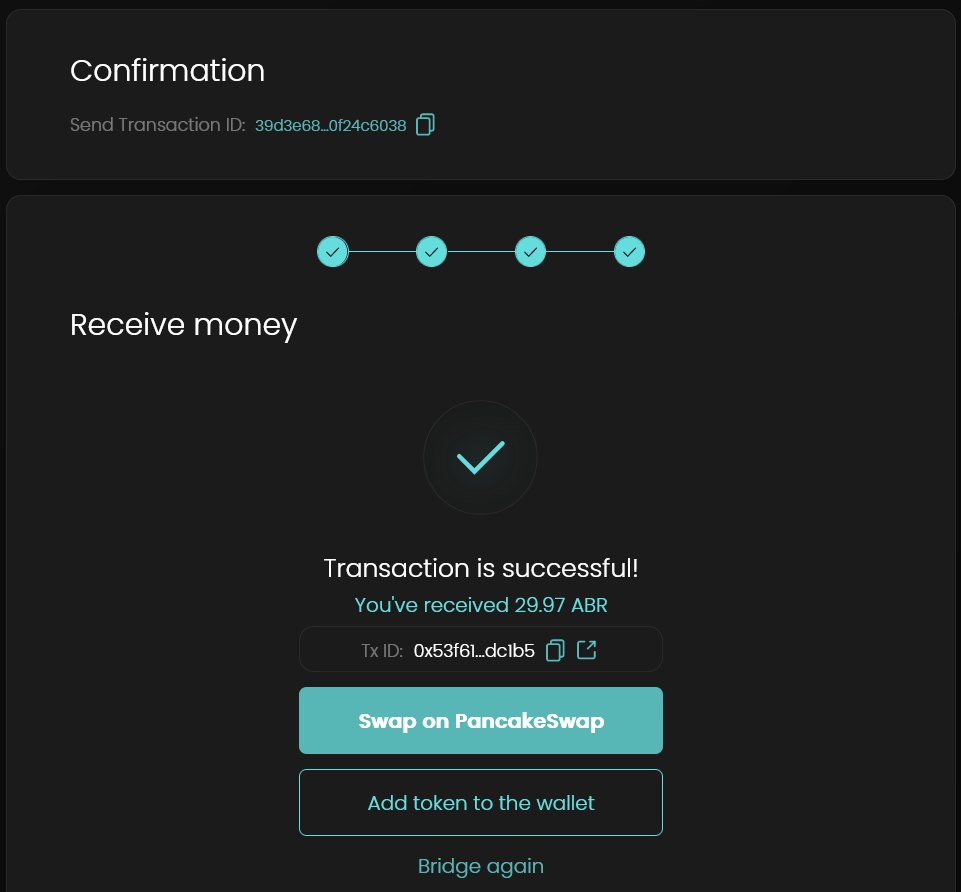 Confirmation
Send Transaction ID: 39d3e68...0f24c6038
Receive money
Transaction is successful!
You've received 29.97 ABR
Tx ID: 0x53f61...dc1b5
Swap on PancakeSwap
Add token to the wallet
Bridge again